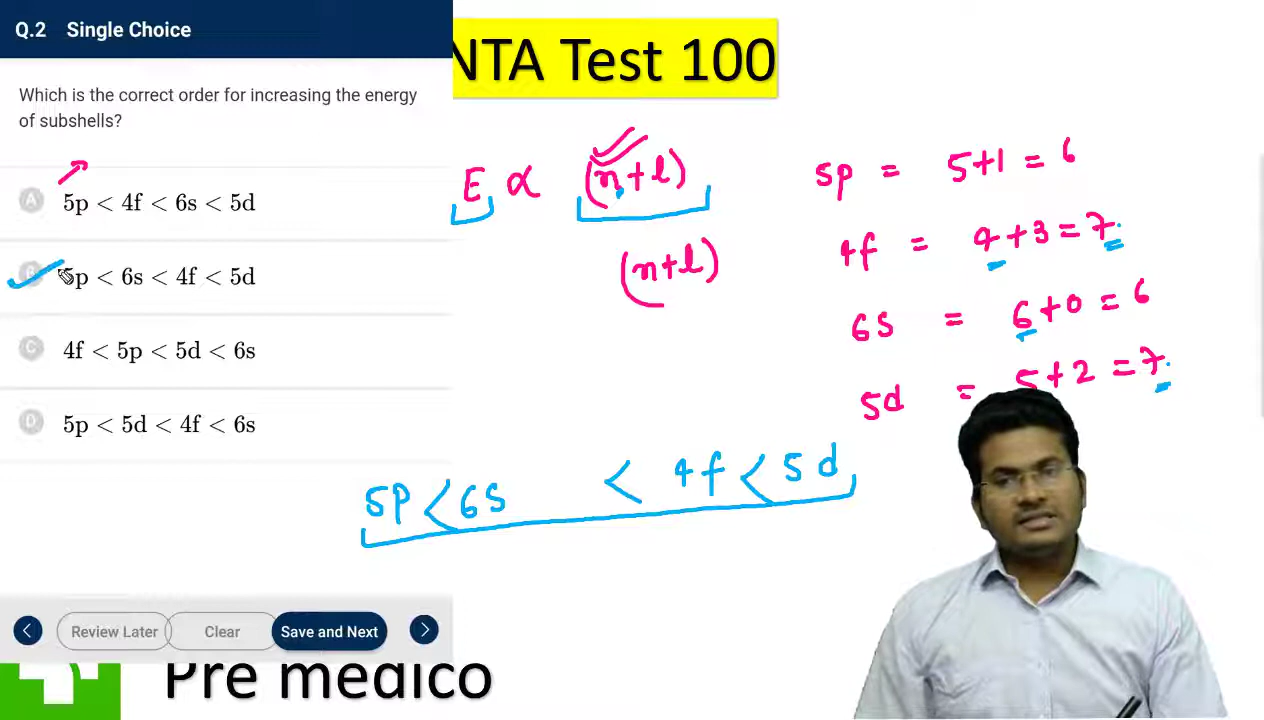 Q.2 Single Choice
NTA Test 100
Which is the correct order for increasing the energy
of subshells?
A 5p < 4f < 6s < 5d
B 5p < 6s < 4f < 5d
C 4f < 5p < 5d < 6s
D 5p < 5d < 4f < 6s
E ∝ (n+l)
(n+l)
5p = 5+1 = 6
4f = 4+3 = 7
6s = 6+0 = 6
5d = 5+2 = 7
5p < 6s < 4f < 5d
Review Later
Clear
Save and Next
Pre medico